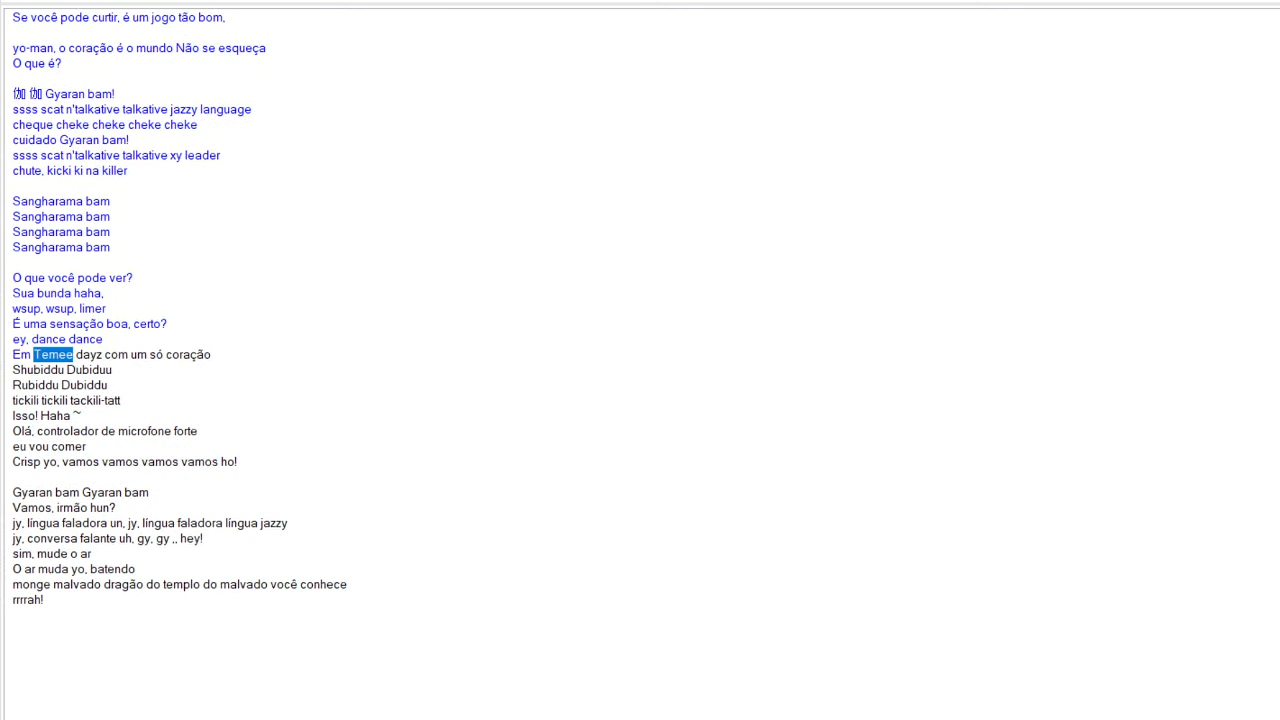 Se você pode curtir, é um jogo tão bom,
yo-man, o coração é o mundo Não se esqueça
O que é?
伽 伽 Gyaran bam!
ssss scat n'talkative talkative jazzy language
cheque cheke cheke cheke cheke
cuidado Gyaran bam!
ssss scat n'talkative talkative xy leader
chute, kicki ki na killer
Sangharama bam
Sangharama bam
Sangharama bam
Sangharama bam
O que você pode ver?
Sua bunda haha,
wsup, wsup, limer
É uma sensação boa, certo?
ey, dance dance
Em Temee dayz com um só coração
Shubiddu Dubiduu
Rubiddu Dubiddu
tickili tickili tackili-tatt
Isso! Haha ~
Olá, controlador de microfone forte
eu vou comer
Crisp yo, vamos vamos vamos vamos ho!
Gyaran bam Gyaran bam
Vamos, irmão hun?
jy, língua faladora un, jy, língua faladora língua jazzy
jy, conversa falante uh, gy, gy ,, hey!
sim, mude o ar
O ar muda yo, batendo
monge malvado dragão do templo do malvado você conhece
rrrrah!